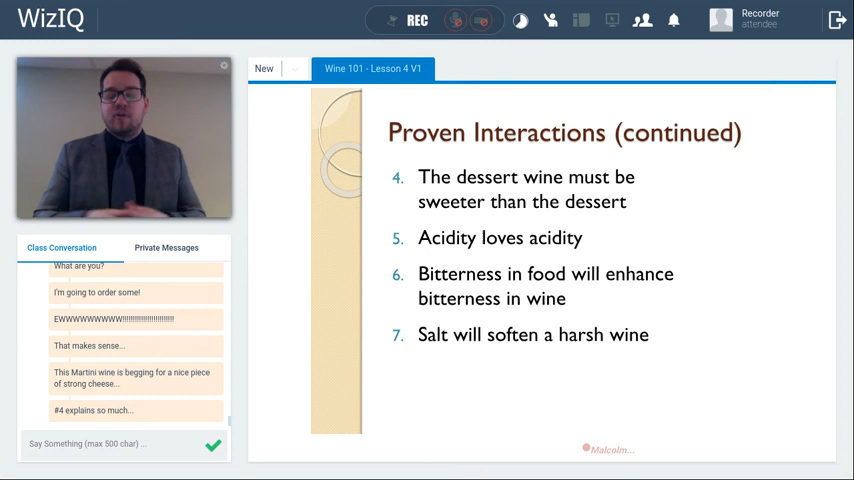 WizIQ
REC
Recorder
attendee
New
Wine 101 - Lesson 4 V1
Proven Interactions (continued)
4. The dessert wine must be
sweeter than the dessert
5. Acidity loves acidity
6. Bitterness in food will enhance
bitterness in wine
7. Salt will soften a harsh wine
Malcolm...
Class Conversation
Private Messages
What are you?
I'm going to order some!
EWWWWWWWW!!!!!!!!!!!!!!!!!!!!!!!!
That makes sense...
This Martini wine is begging for a nice piece
of strong cheese...
#4 explains so much...
Say Something (max 500 char) ...